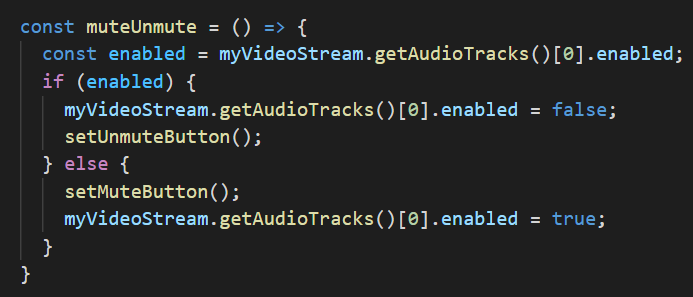 const muteUnmute = () => {
  const enabled = myVideoStream.getAudioTracks()[0].enabled;
  if (enabled) {
    myVideoStream.getAudioTracks()[0].enabled = false;
    setUnmuteButton();
  } else {
    setMuteButton();
    myVideoStream.getAudioTracks()[0].enabled = true;
  }
}